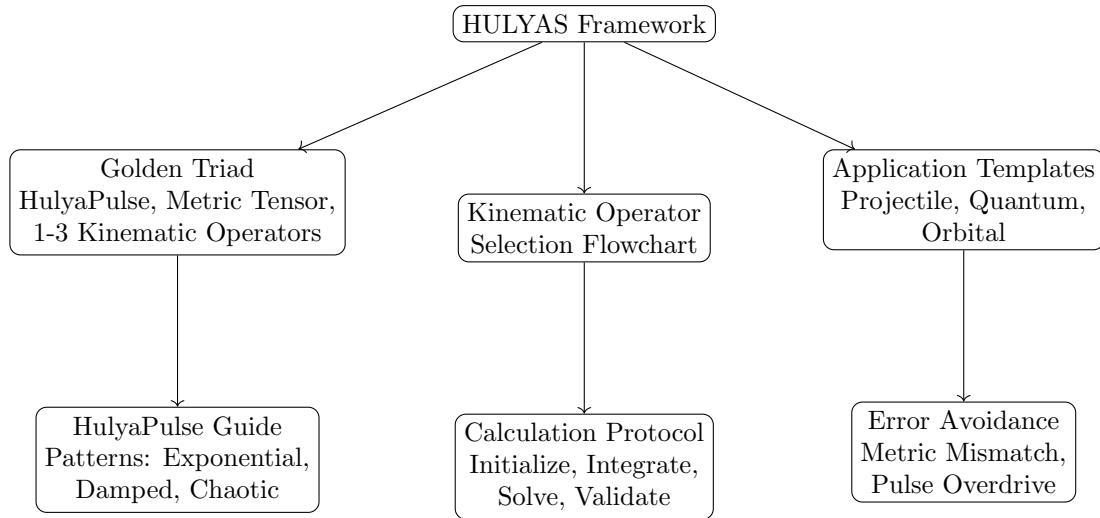 HULYAS Framework
Golden Triad
HulyaPulse, Metric Tensor,
1-3 Kinematic Operators
Kinematic Operator
Selection Flowchart
Application Templates
Projectile, Quantum,
Orbital
HulyaPulse Guide
Patterns: Exponential,
Damped, Chaotic
Calculation Protocol
Initialize, Integrate,
Solve, Validate
Error Avoidance
Metric Mismatch,
Pulse Overdrive